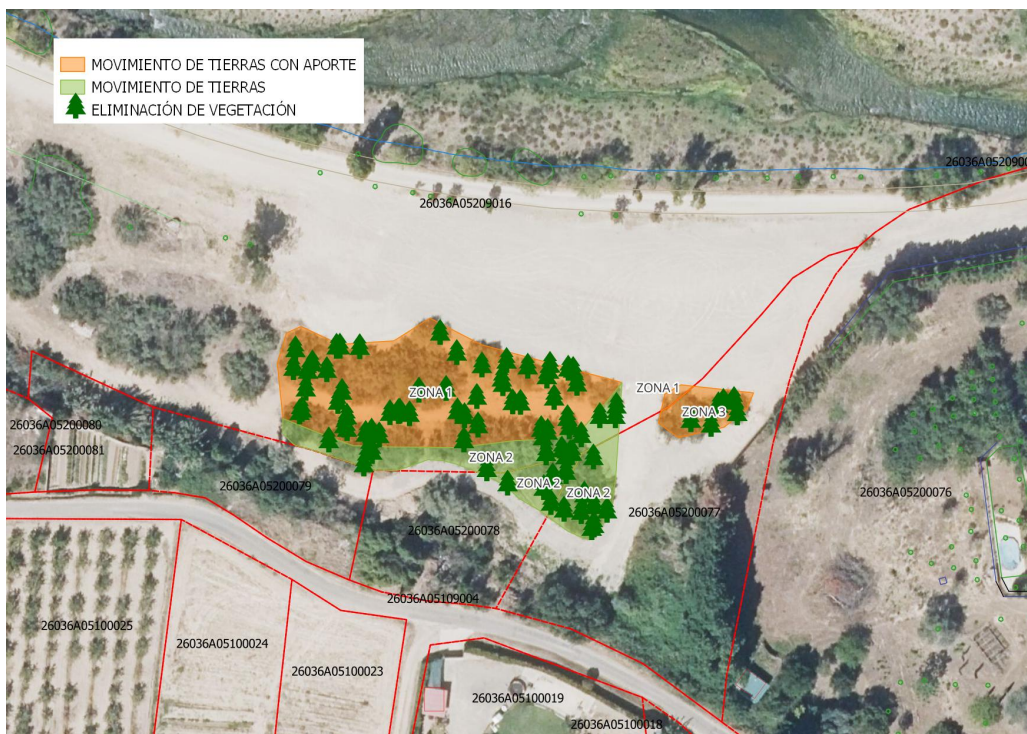 MOVIMIENTO DE TIERRAS CON APORTE
MOVIMIENTO DE TIERRAS
ELIMINACIÓN DE VEGETACIÓN
26036A05209016
ZONA 1
ZONA 1
ZONA 3
26036A05200080
26036A05200081
26036A05200079
ZONA 2
ZONA 2
ZONA 2
26036A05200076
26036A05200077
26036A05200078
26036A05109004
26036A05100025
26036A05100024
26036A05100023
26036A05100019
26036A05100018